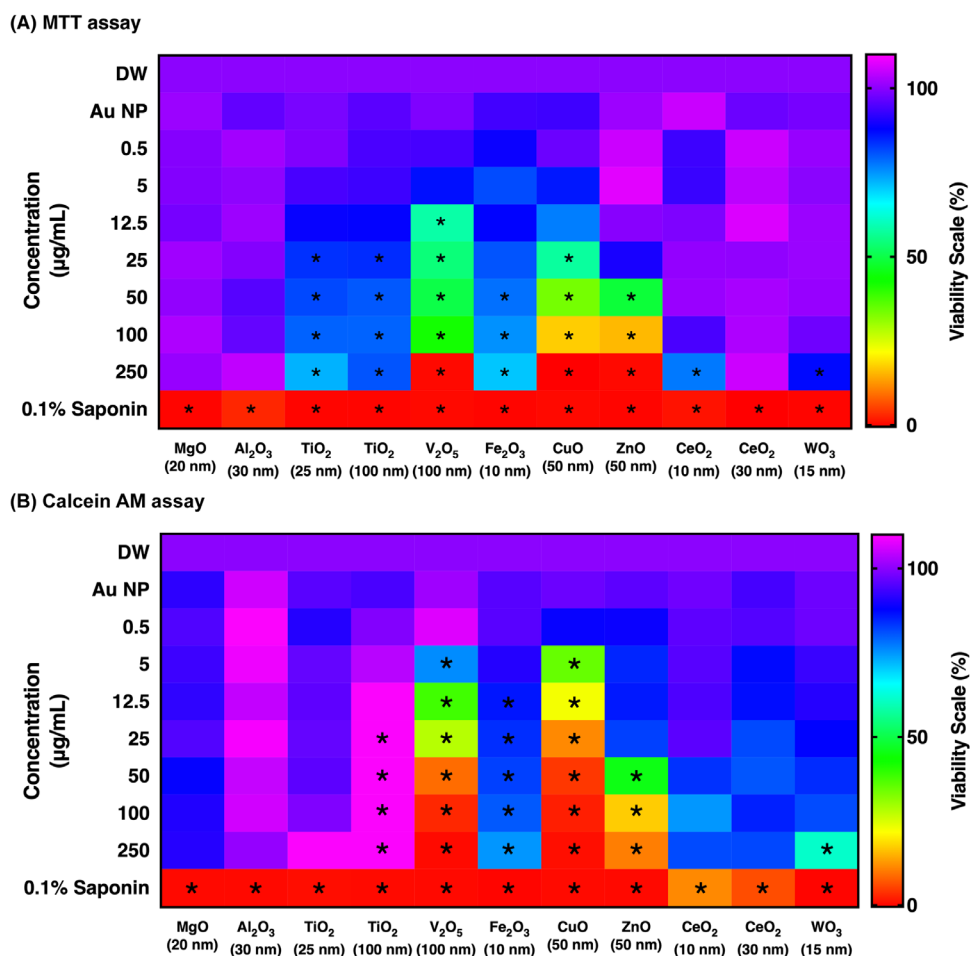 (A) MTT assay
DW
Au NP
0.5
5
12.5
25
50
100
250
0.1% Saponin
Concentration
(µg/mL)
* * * *
* * * * *
* * * * *
* * * * *
* * * * * * * *
* * * * * * * * * * *
MgO Al₂O₃ TiO₂ TiO₂ V₂O₅ Fe₂O₃ CuO ZnO CeO₂ CeO₂ WO₃
(20 nm) (30 nm) (25 nm) (100 nm) (100 nm) (10 nm) (50 nm) (50 nm) (10 nm) (30 nm) (15 nm)
100
50
0
Viability Scale (%)
(B) Calcein AM assay
DW
Au NP
0.5
5
12.5
25
50
100
250
0.1% Saponin
Concentration
(µg/mL)
* *
* * *
* * * *
* * * * *
* * * * *
* * * * * *
* * * * * * * * * * *
MgO Al₂O₃ TiO₂ TiO₂ V₂O₅ Fe₂O₃ CuO ZnO CeO₂ CeO₂ WO₃
(20 nm) (30 nm) (25 nm) (100 nm) (100 nm) (10 nm) (50 nm) (50 nm) (10 nm) (30 nm) (15 nm)
100
50
0
Viability Scale (%)